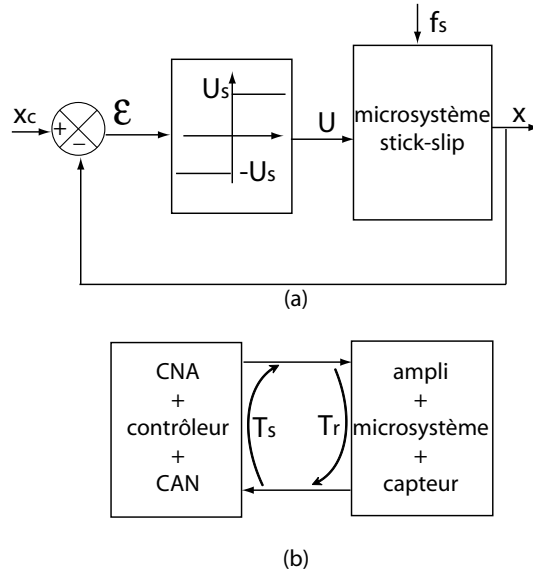 fs
xc
+
−
ε
Us
-Us
U
microsystème
stick-slip
x
(a)
CNA
+
contrôleur
+
CAN
Ts
Tr
ampli
+
microsystème
+
capteur
(b)